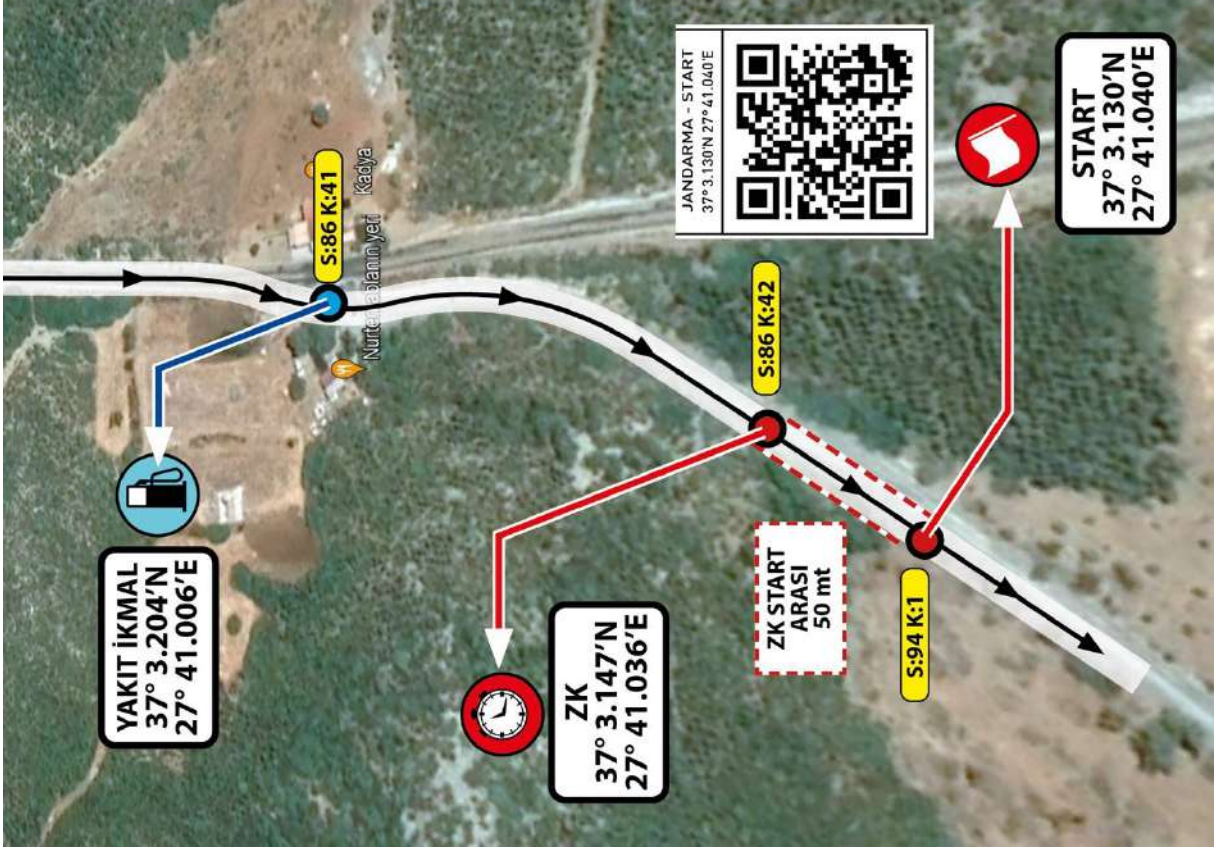 YAKIT İKMAL
37° 3.204'N
27° 41.006'E
S:86 K:41
Kadya
Nurten ablanın yeri
ZK
37° 3.147'N
27° 41.036'E
S:86 K:42
ZK START
ARASI
50 mt
S:94 K:1
JANDARMA - START
37°3.130'N 27°41.040'E
START
37° 3.130'N
27° 41.040'E